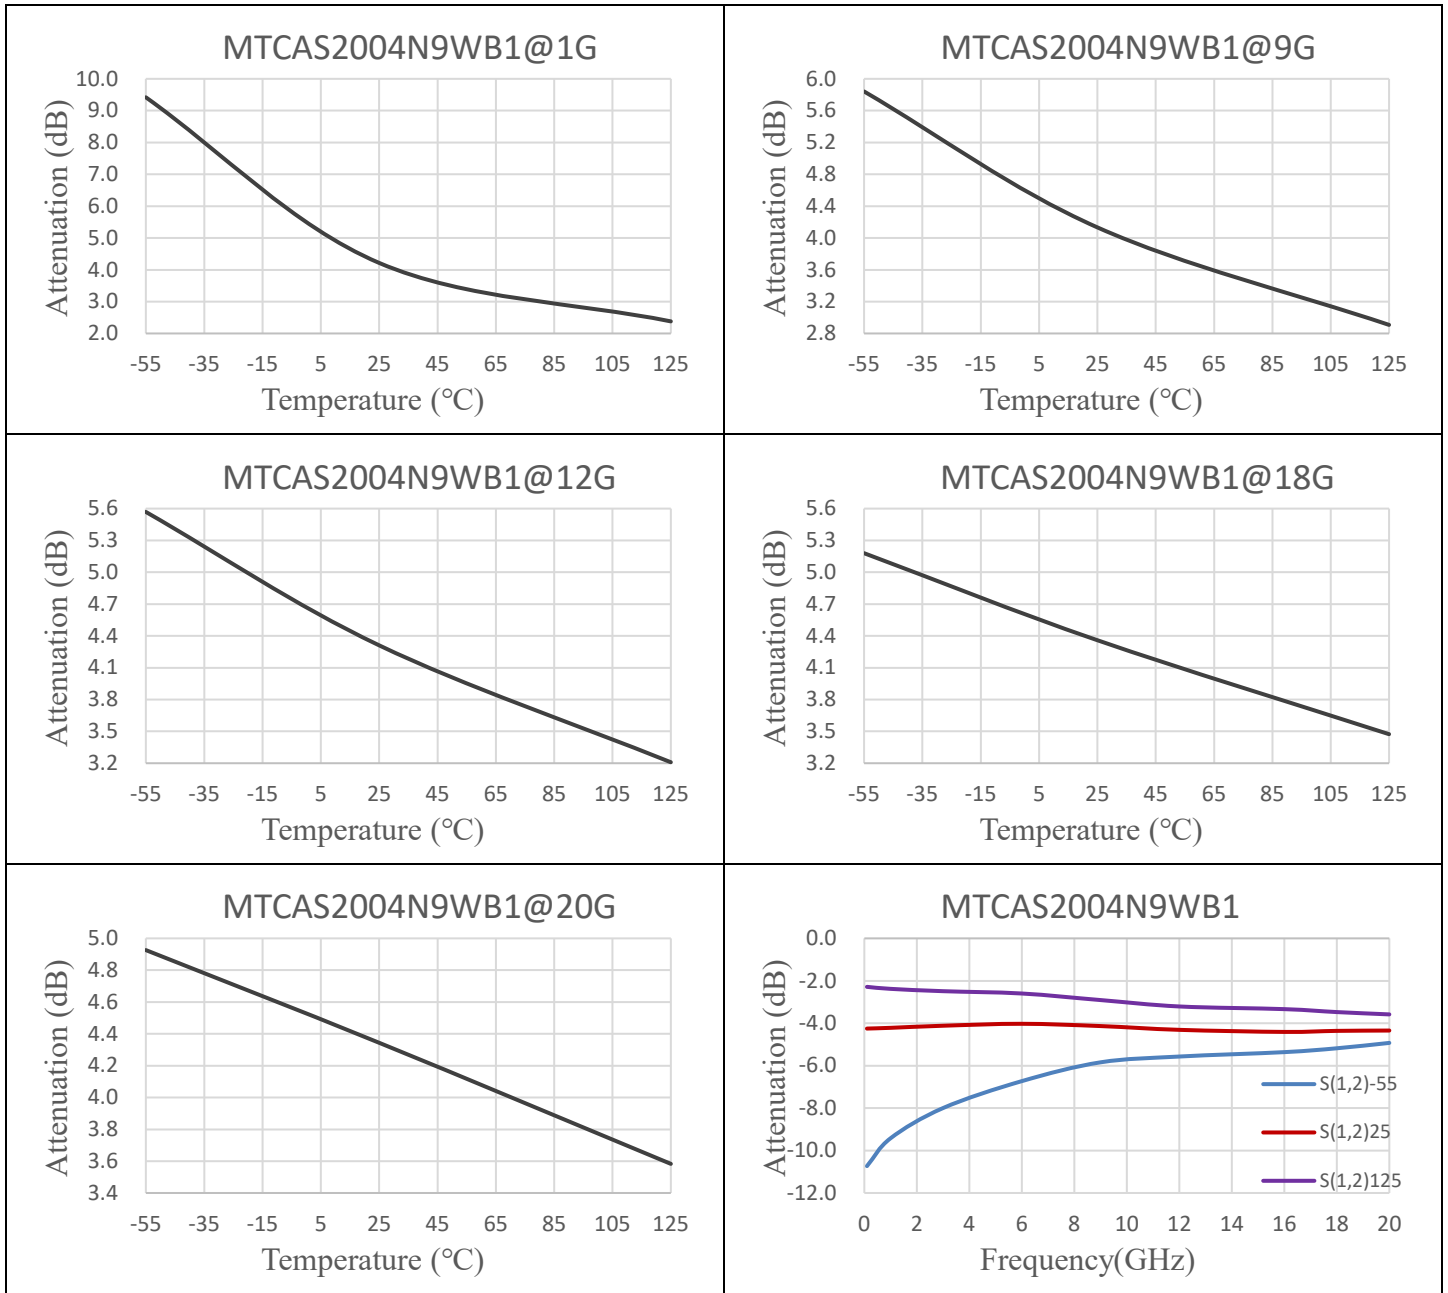 MTCAS2004N9WB1@1G
Attenuation (dB)
10.0
9.0
8.0
7.0
6.0
5.0
4.0
3.0
2.0
-55 -35 -15 5 25 45 65 85 105 125
Temperature (℃)
MTCAS2004N9WB1@9G
Attenuation (dB)
6.0
5.6
5.2
4.8
4.4
4.0
3.6
3.2
2.8
-55 -35 -15 5 25 45 65 85 105 125
Temperature (℃)
MTCAS2004N9WB1@12G
Attenuation (dB)
5.6
5.3
5.0
4.7
4.4
4.1
3.8
3.5
3.2
-55 -35 -15 5 25 45 65 85 105 125
Temperature (℃)
MTCAS2004N9WB1@18G
Attenuation (dB)
5.6
5.3
5.0
4.7
4.4
4.1
3.8
3.5
3.2
-55 -35 -15 5 25 45 65 85 105 125
Temperature (℃)
MTCAS2004N9WB1@20G
Attenuation (dB)
5.0
4.8
4.6
4.4
4.2
4.0
3.8
3.6
3.4
-55 -35 -15 5 25 45 65 85 105 125
Temperature (℃)
MTCAS2004N9WB1
Attenuation (dB)
0.0
-2.0
-4.0
-6.0
-8.0
-10.0
-12.0
S(1,2)-55
S(1,2)25
S(1,2)125
0 2 4 6 8 10 12 14 16 18 20
Frequency(GHz)